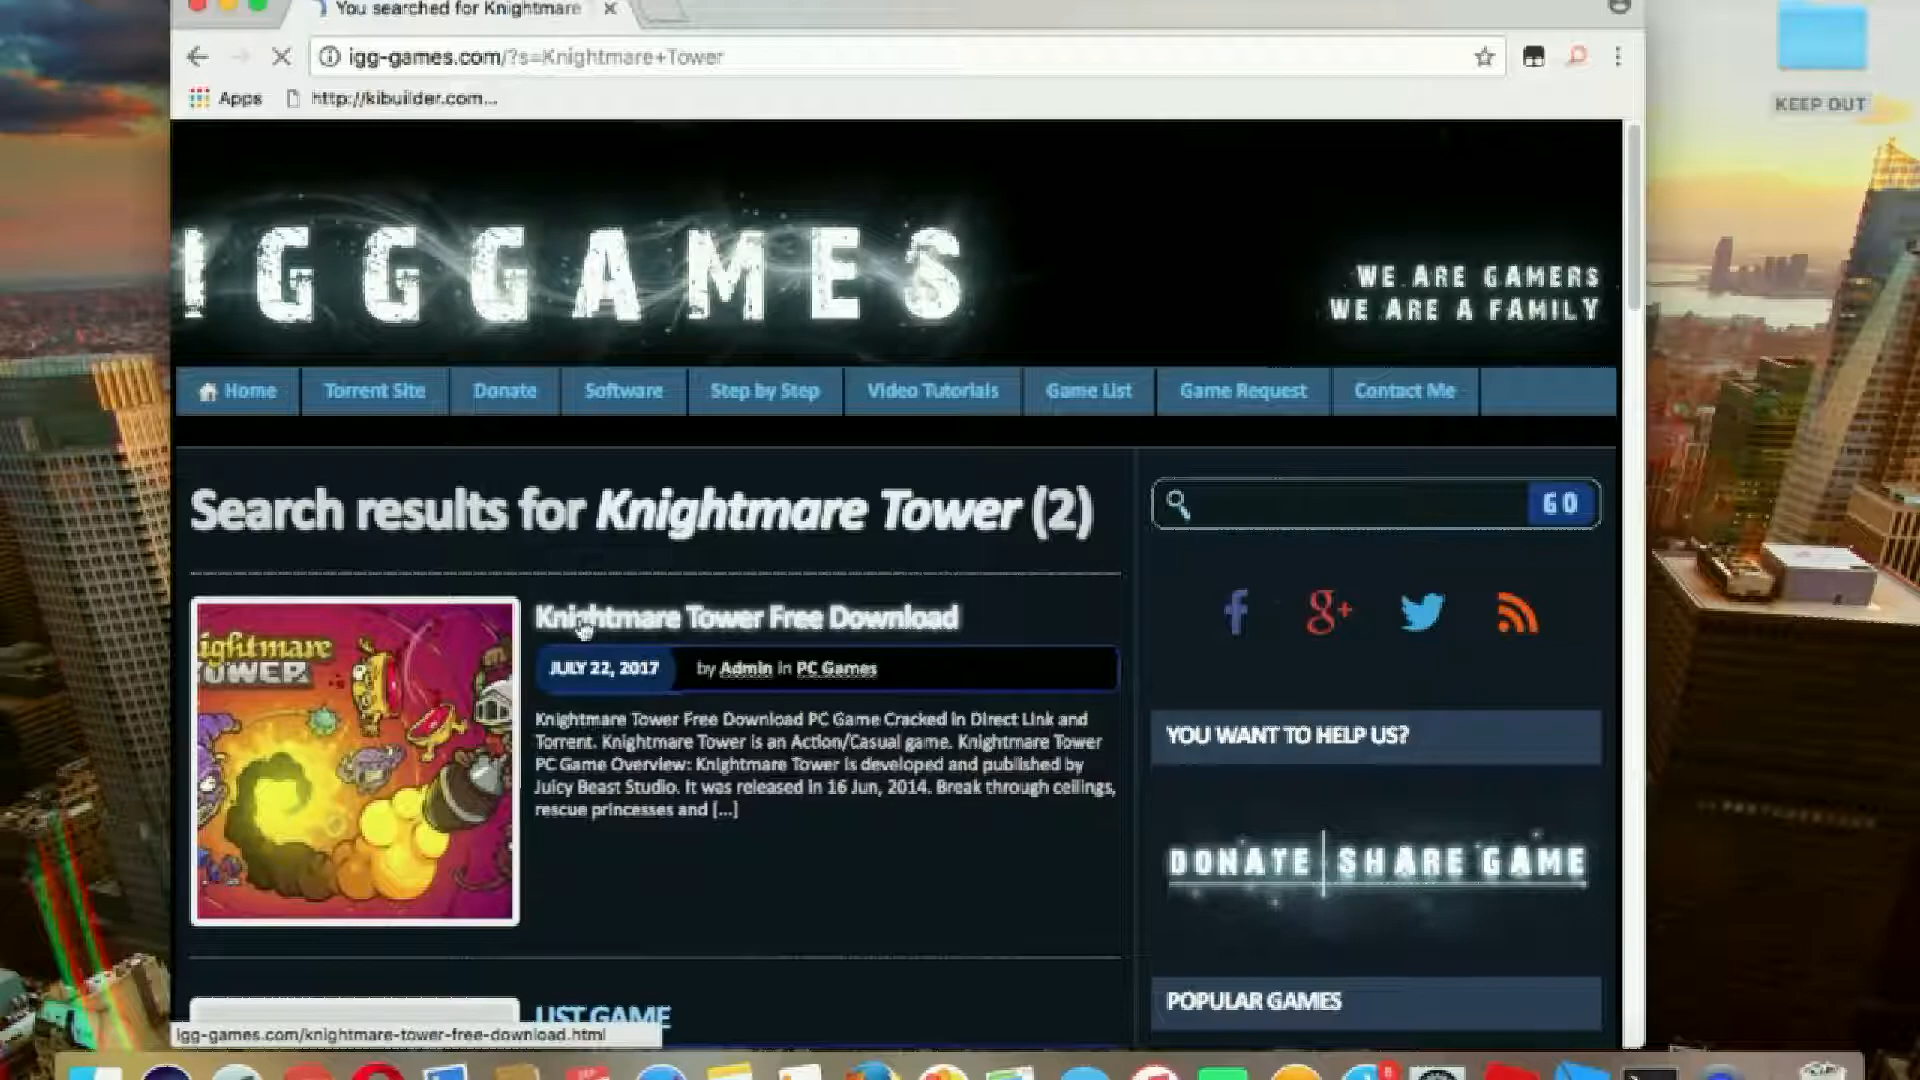 You searched for Knightmare
igg-games.com/?s=Knightmare+Tower
Apps
http://kibuilder.com...
KEEP OUT
IGGGAMES
WE ARE GAMERS
WE ARE A FAMILY
Home
Torrent Site
Donate
Software
Step by Step
Video Tutorials
Game List
Game Request
Contact Me
Search results for Knightmare Tower (2)
GO
Knightmare Tower Free Download
ightmare
TOWER
JULY 22, 2017
by Admin in PC Games
Knightmare Tower Free Download PC Game Cracked in Direct Link and
Torrent. Knightmare Tower is an Action/Casual game. Knightmare Tower
PC Game Overview: Knightmare Tower is developed and published by
Juicy Beast Studio. It was released in 16 Jun, 2014. Break through ceilings,
rescue princesses and [...]
YOU WANT TO HELP US?
DONATE | SHARE GAME
POPULAR GAMES
LIST GAME
igg-games.com/knightmare-tower-free-download.html